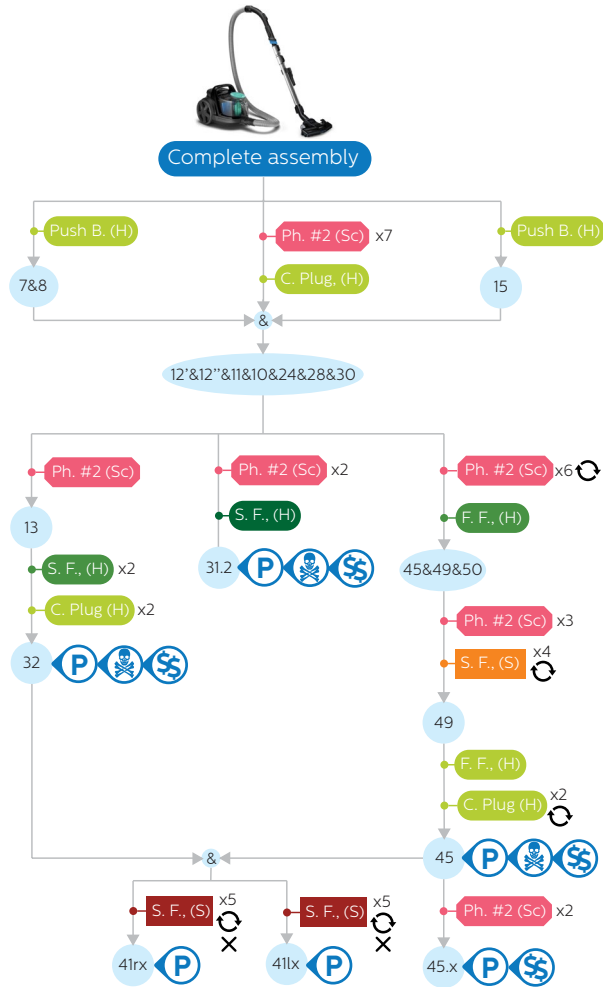 Complete assembly
Push B. (H)
Ph. #2 (Sc) x7
Push B. (H)
C. Plug, (H)
7&8
15
&
12'&12''&11&10&24&28&30
Ph. #2 (Sc)
Ph. #2 (Sc) x2
Ph. #2 (Sc) x6
S. F., (H)
F. F., (H)
13
S. F., (H) x2
31.2 P $$
45&49&50
C. Plug (H) x2
Ph. #2 (Sc) x3
32 P $$
S. F., (S) x4
49
F. F., (H)
C. Plug (H) x2
&
45 P $$
S. F., (S) x5
S. F., (S) x5
Ph. #2 (Sc) x2
41rx P
41lx P
45.x P $$